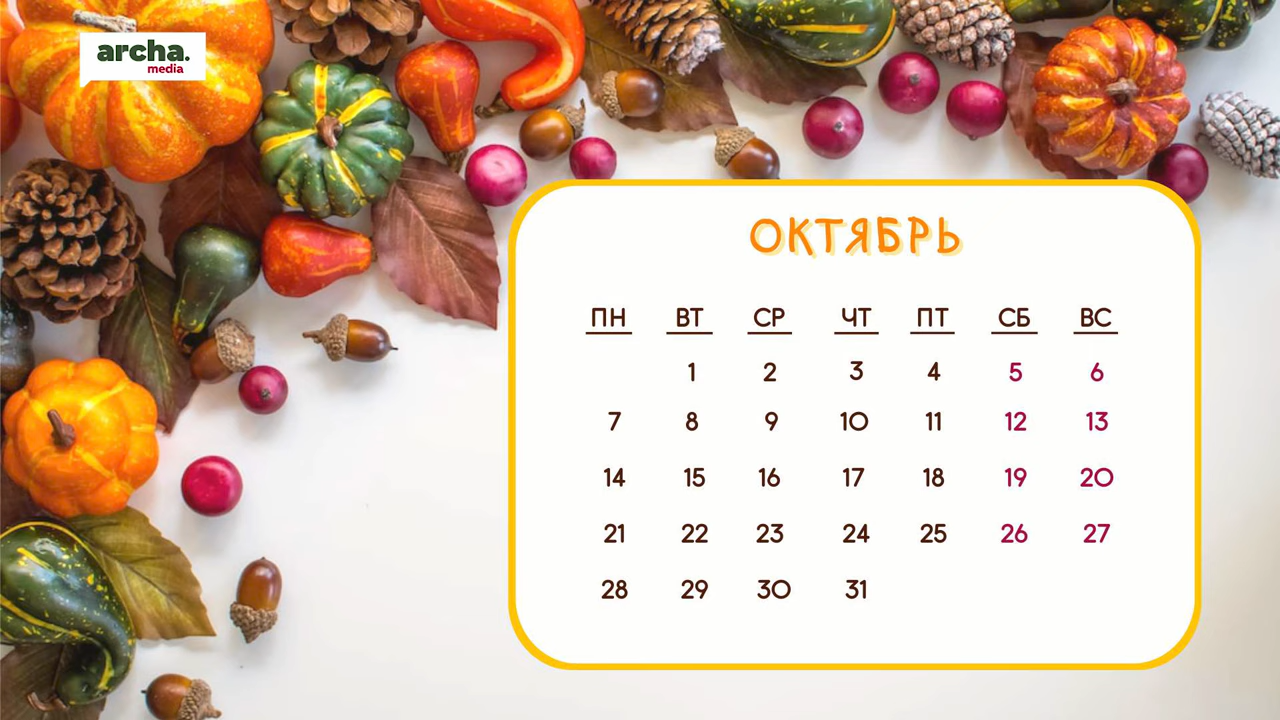 archa.
media
ОКТЯБРЬ
ПН ВТ СР ЧТ ПТ СБ ВС
1 2 3 4 5 6
7 8 9 10 11 12 13
14 15 16 17 18 19 20
21 22 23 24 25 26 27
28 29 30 31